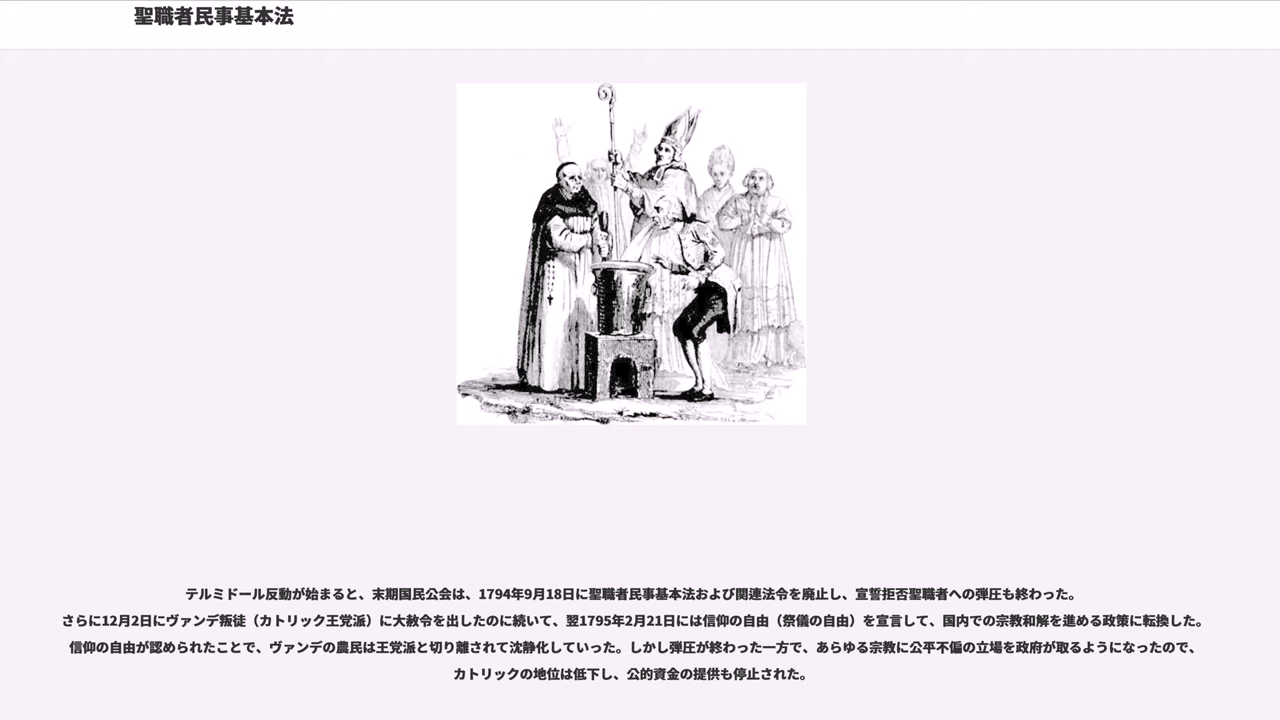 聖職者民事基本法
テルミドール反動が始まると、末期国民公会は、1794年9月18日に聖職者民事基本法および関連法令を廃止し、宣誓拒否聖職者への弾圧も終わった。
さらに12月2日にヴァンデ叛徒（カトリック王党派）に大赦令を出したのに続いて、翌1795年2月21日には信仰の自由（祭儀の自由）を宣言して、国内での宗教和解を進める政策に転換した。
信仰の自由が認められたことで、ヴァンデの農民は王党派と切り離されて沈静化していった。しかし弾圧が終わった一方で、あらゆる宗教に公平不偏の立場を政府が取るようになったので、
カトリックの地位は低下し、公的資金の提供も停止された。